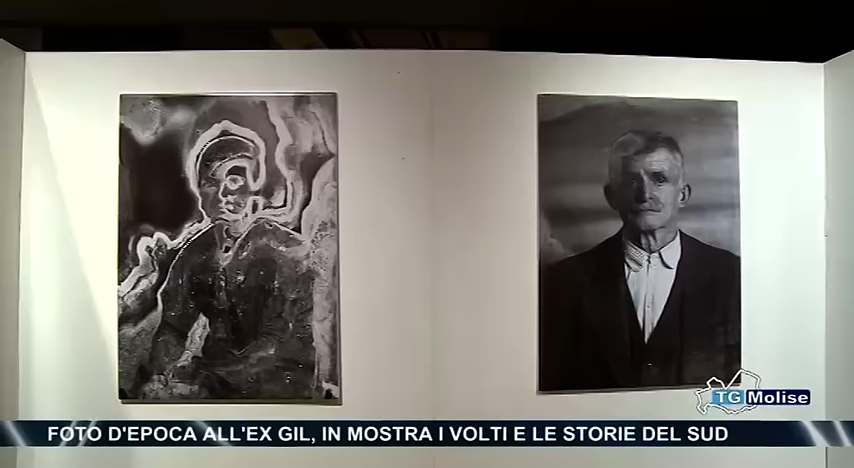 TG Molise
FOTO D'EPOCA ALL'EX GIL, IN MOSTRA I VOLTI E LE STORIE DEL SUD